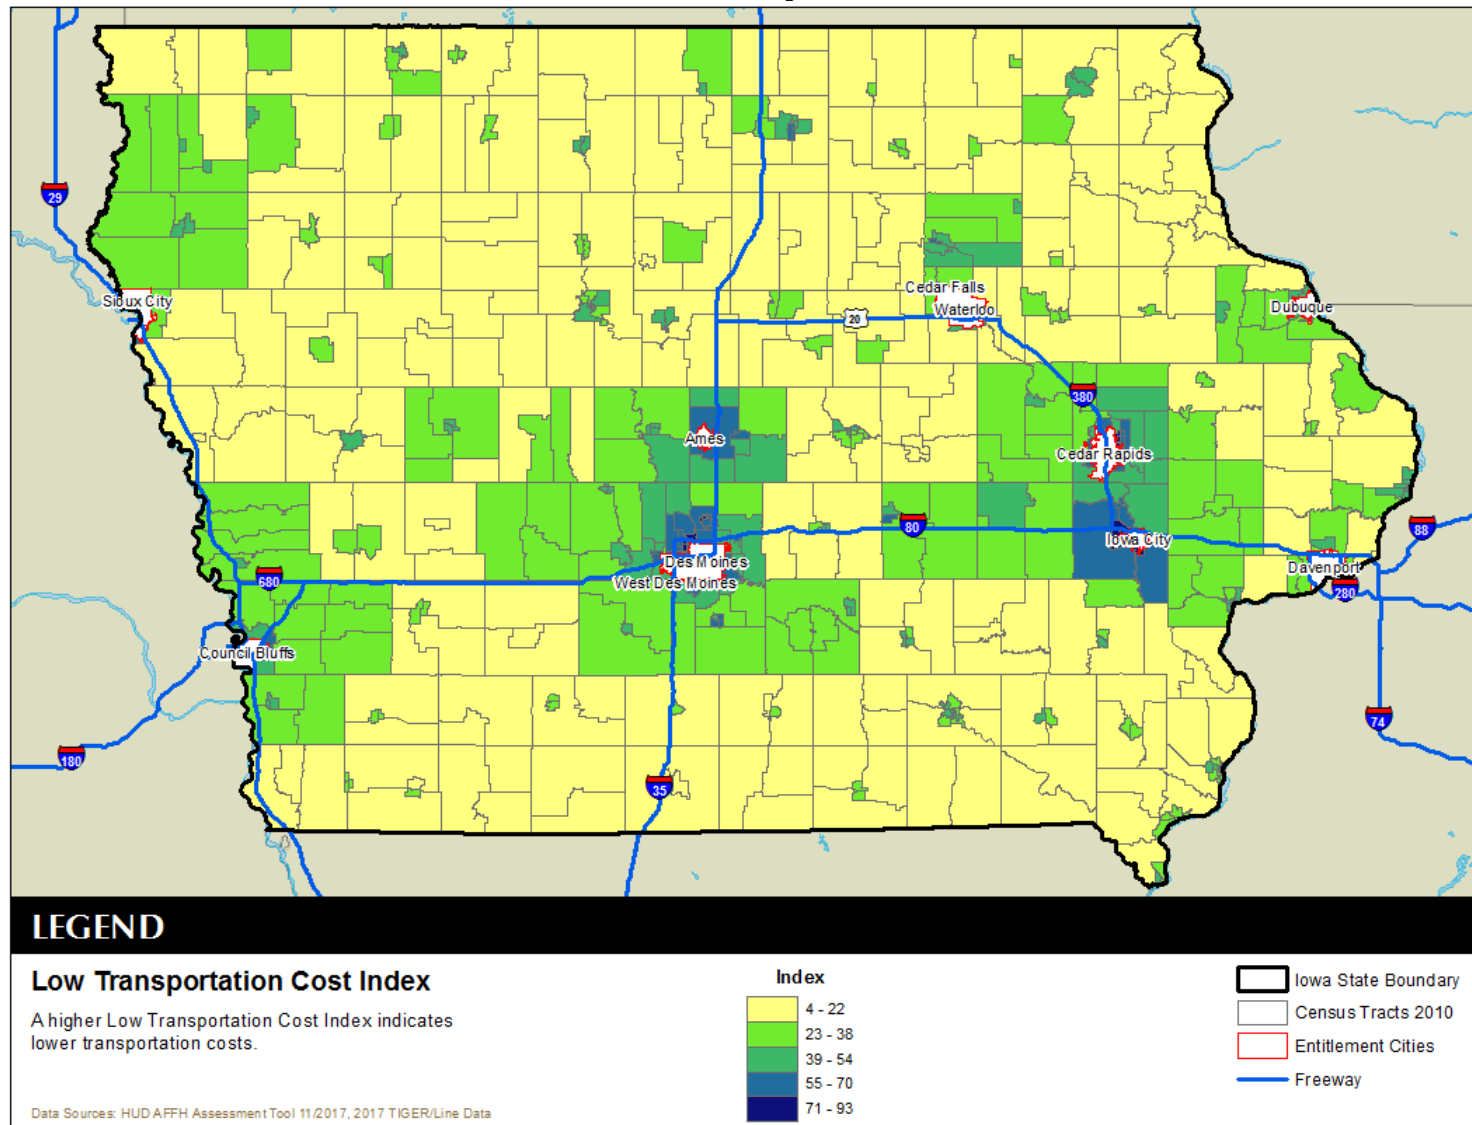 29
Sioux City
Cedar Falls
Waterloo
20
Dubuque
380
Ames
Cedar Rapids
80
Iowa City
88
Des Moines
West Des Moines
Davenport
280
680
Council Bluffs
74
180
35
LEGEND
Low Transportation Cost Index
A higher Low Transportation Cost Index indicates
lower transportation costs.
Data Sources: HUD AFFH Assessment Tool 11/2017, 2017 TIGER/Line Data
Index
4 - 22
23 - 38
39 - 54
55 - 70
71 - 93
Iowa State Boundary
Census Tracts 2010
Entitlement Cities
Freeway